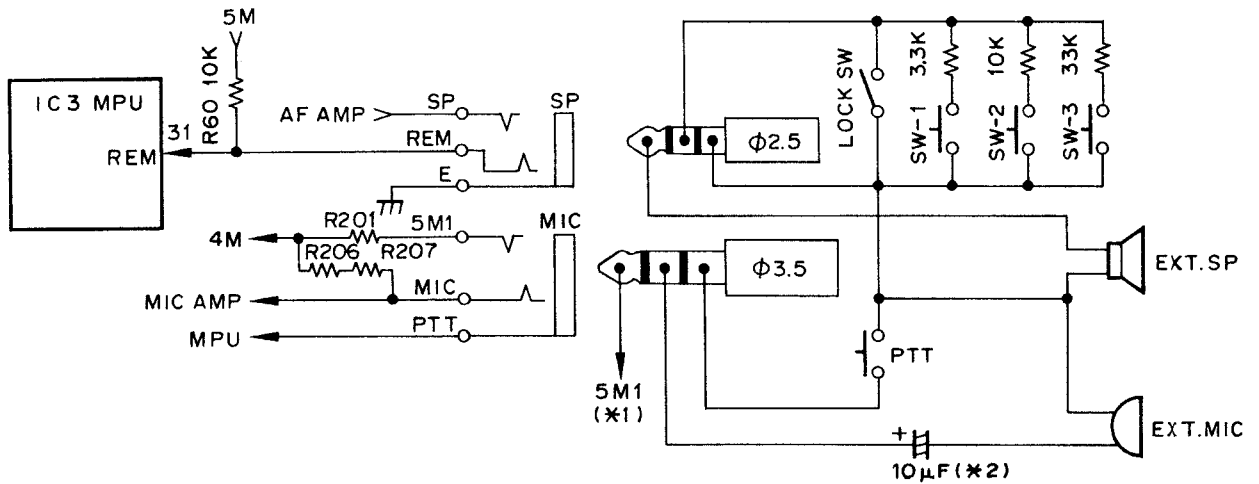 5M
IC3 MPU
31
REM
R60 10K
AF AMP
SP
SP
REM
E
R201
5M1
MIC
4M
R206
R207
MIC AMP
MIC
MPU
PTT
φ2.5
φ3.5
LOCK SW
3.3K
SW-1
10K
SW-2
33K
SW-3
EXT.SP
PTT
5M1
(*1)
+
10μF(*2)
EXT.MIC